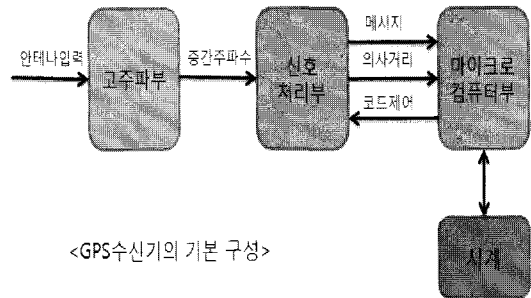 안테나입력
고주파부
중간주파수
신호
처리부
메시지
의사거리
코드제어
마이크로
컴퓨터부
시계
<GPS수신기의 기본 구성>